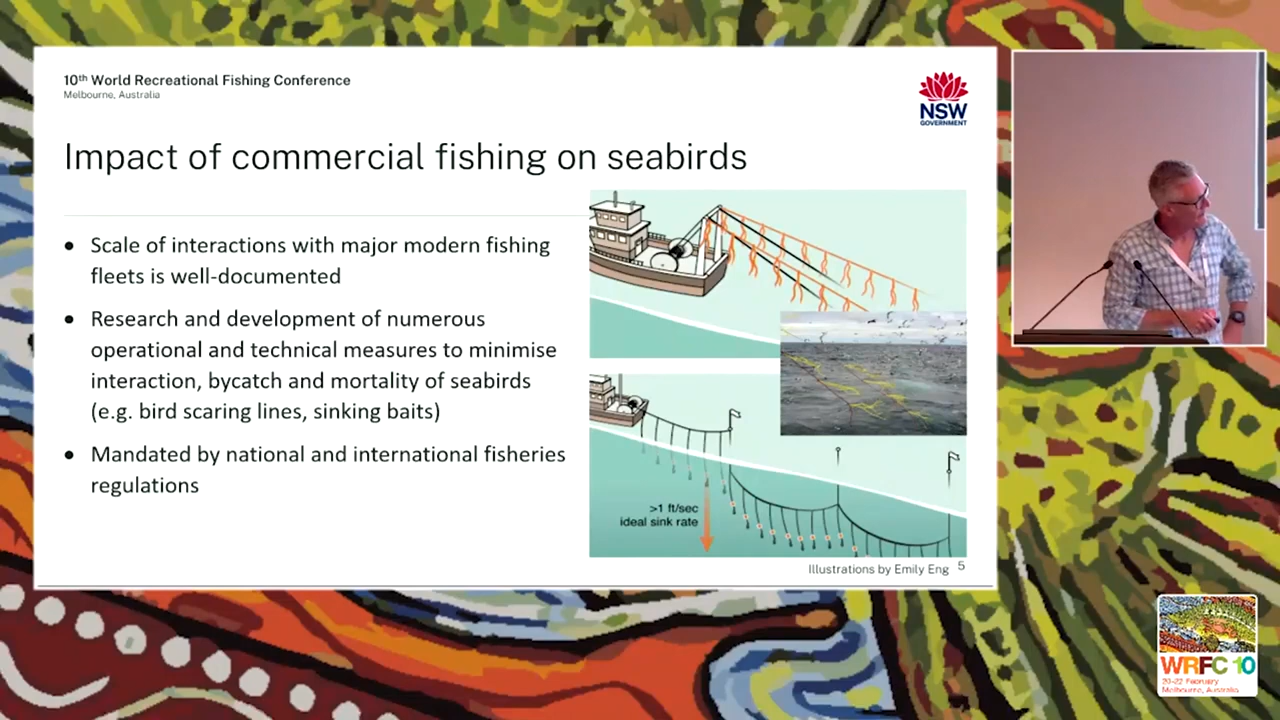 10th World Recreational Fishing Conference
Melbourne, Australia
NSW
GOVERNMENT
Impact of commercial fishing on seabirds
● Scale of interactions with major modern fishing
fleets is well-documented
● Research and development of numerous
operational and technical measures to minimise
interaction, bycatch and mortality of seabirds
(e.g. bird scaring lines, sinking baits)
● Mandated by national and international fisheries
regulations
>1 ft/sec
ideal sink rate
Illustrations by Emily Eng 5
WRFC 10
20-22 February
Melbourne, Australia